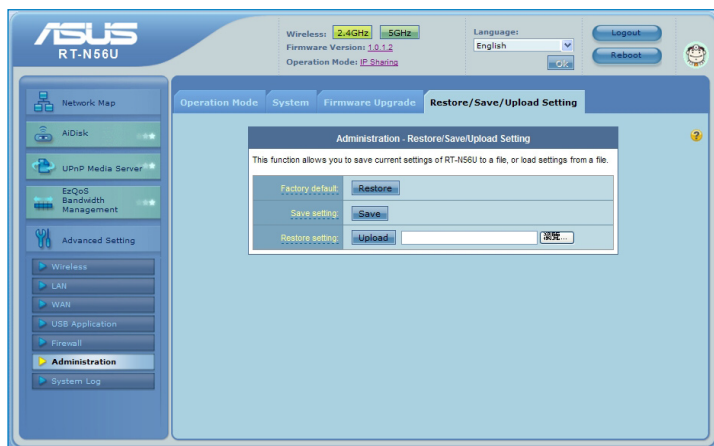 ASUS
RT-N56U
Wireless: 2.4GHz 5GHz
Firmware Version: 1.0.1.2
Operation Mode: IP Sharing
Language:
English
Ok
Logout
Reboot
Network Map
AiDisk
UPnP Media Server
EzQoS
Bandwidth
Management
Advanced Setting
Wireless
LAN
WAN
USB Application
Firewall
Administration
System Log
Operation Mode System Firmware Upgrade Restore/Save/Upload Setting
Administration - Restore/Save/Upload Setting
This function allows you to save current settings of RT-N56U to a file, or load settings from a file.
Factory default: Restore
Save setting: Save
Restore setting: Upload